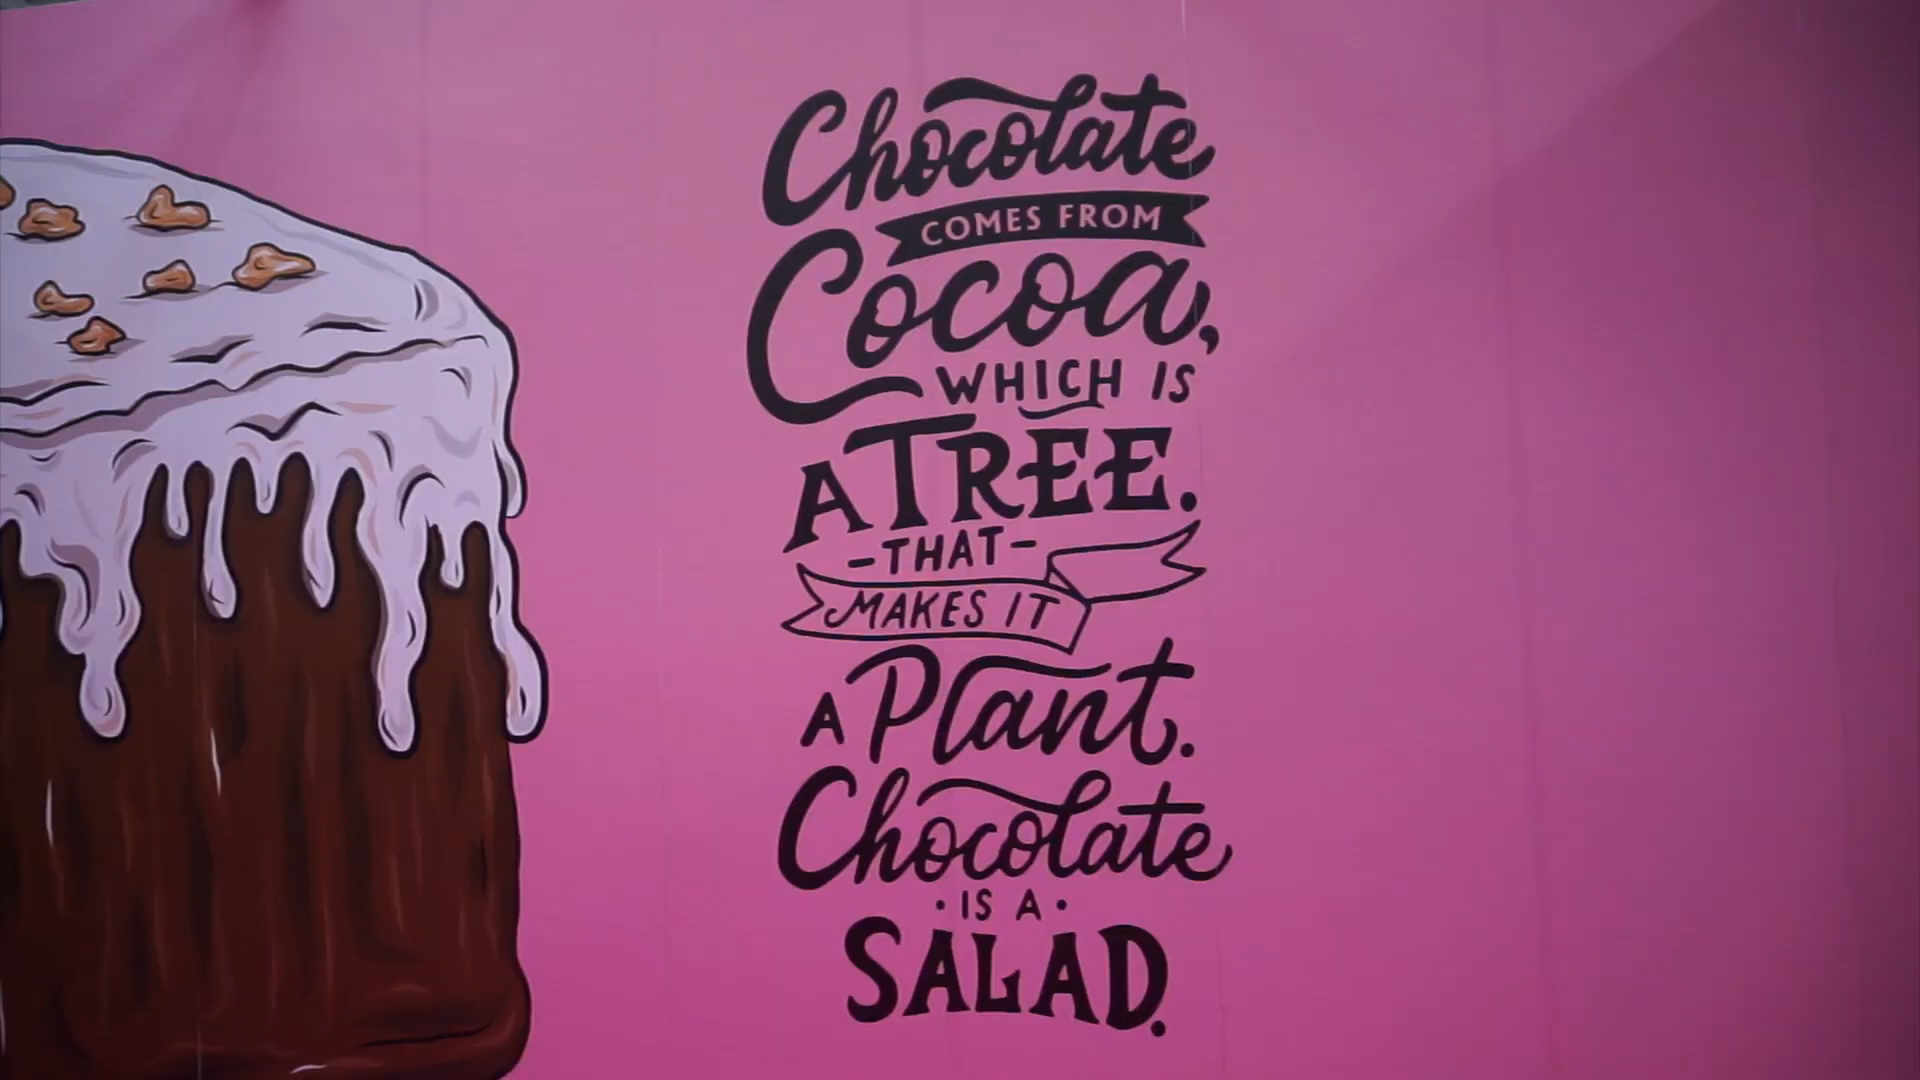 Chocolate
COMES FROM
Cocoa,
WHICH IS
A TREE.
-THAT-
MAKES IT
A Plant.
Chocolate
·IS A·
SALAD.